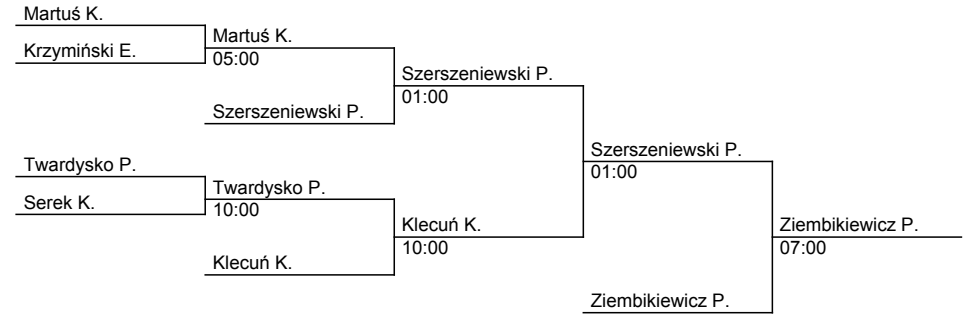 Martuś K.
Krzymiński E.
Martuś K.
05:00
Szerszeniewski P.
Szerszeniewski P.
01:00
Twardysko P.
Serek K.
Twardysko P.
10:00
Klecuń K.
Klecuń K.
10:00
Szerszeniewski P.
01:00
Ziembikiewicz P.
Ziembikiewicz P.
07:00